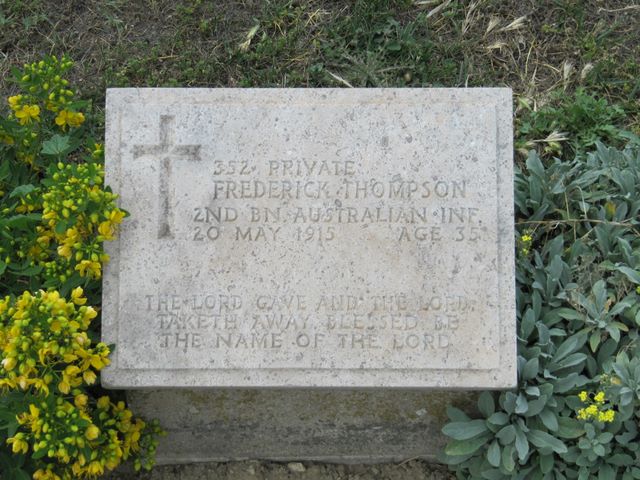 352 PRIVATE
FREDERICK THOMPSON
2ND BN. AUSTRALIAN INF.
20 MAY 1915 AGE 35
THE LORD GAVE AND THE LORD
TAKETH AWAY BLESSED BE
THE NAME OF THE LORD